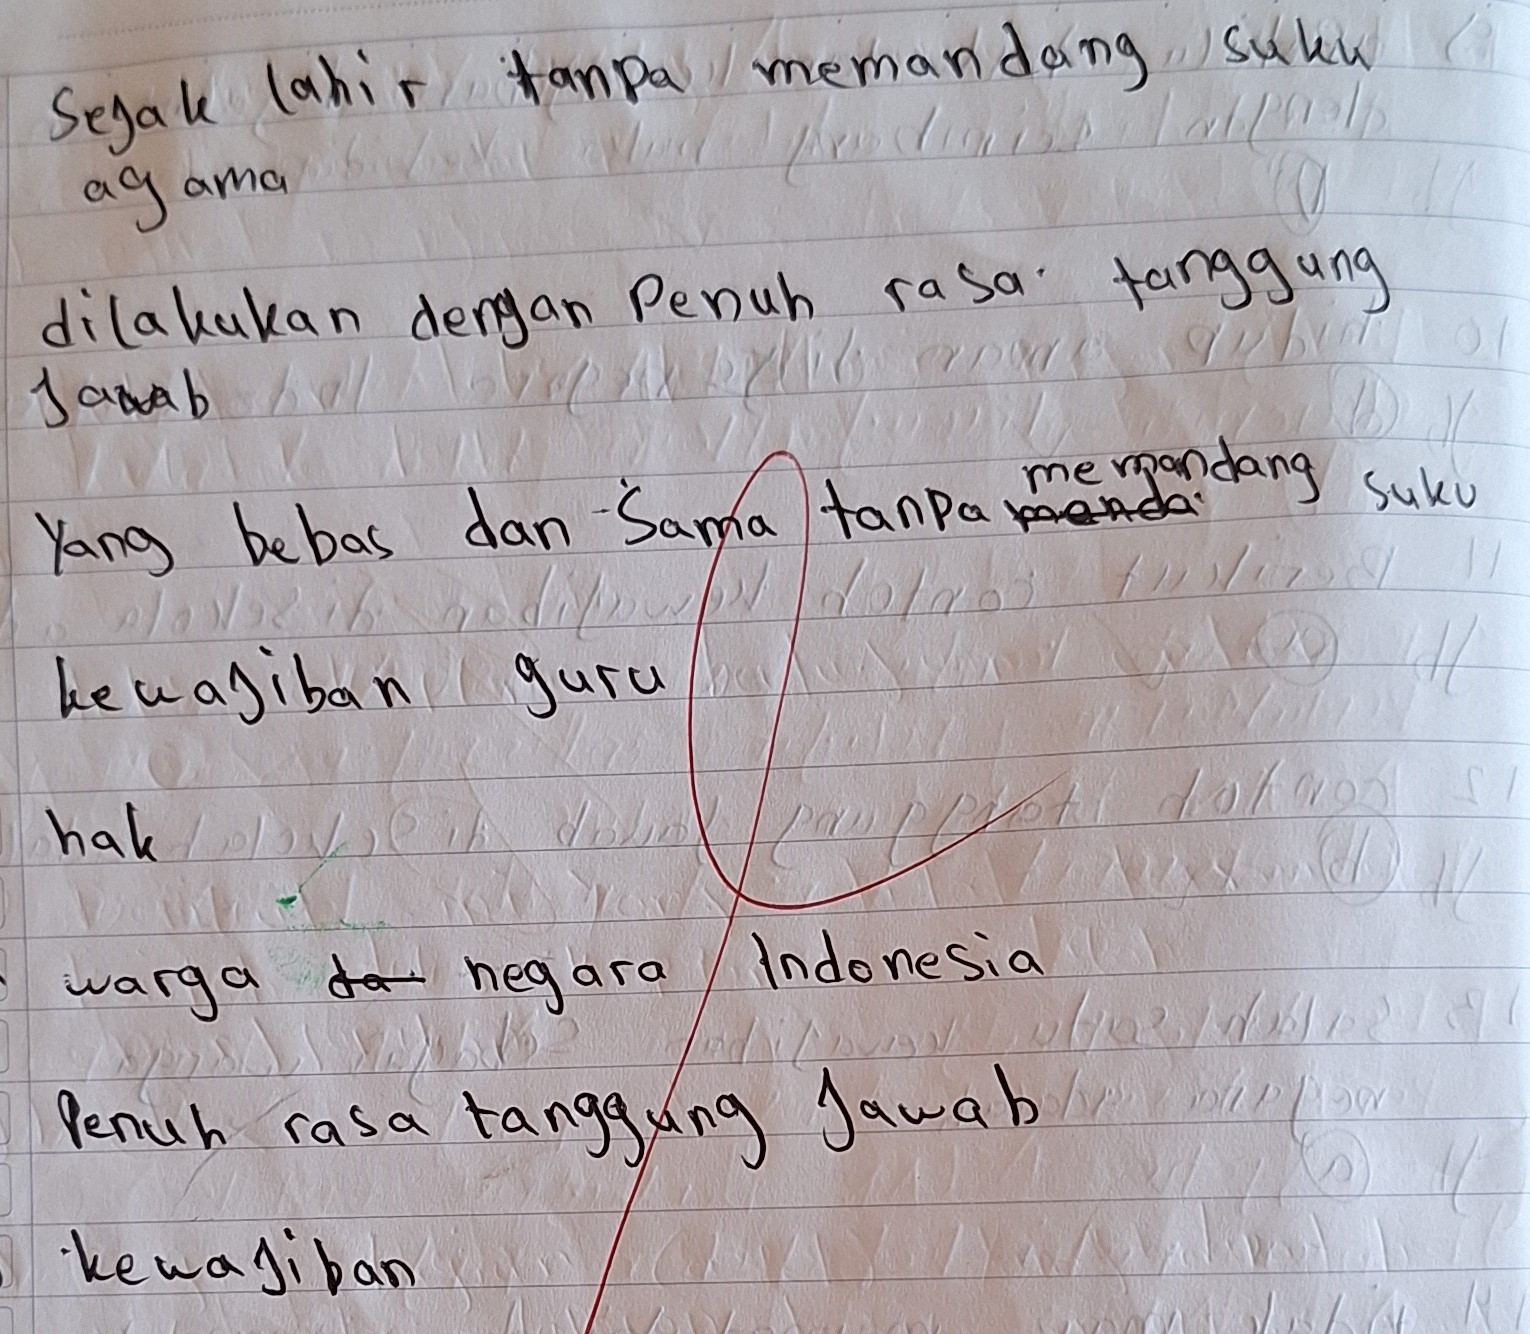 Sejak lahir tanpa memandang suku
agama
dilakukan dengan Penuh rasa tanggung
Jawab
Yang bebas dan sama tanpa memandang suku
kewajiban guru
hak
warga negara Indonesia
Penuh rasa tanggung Jawab
kewajiban